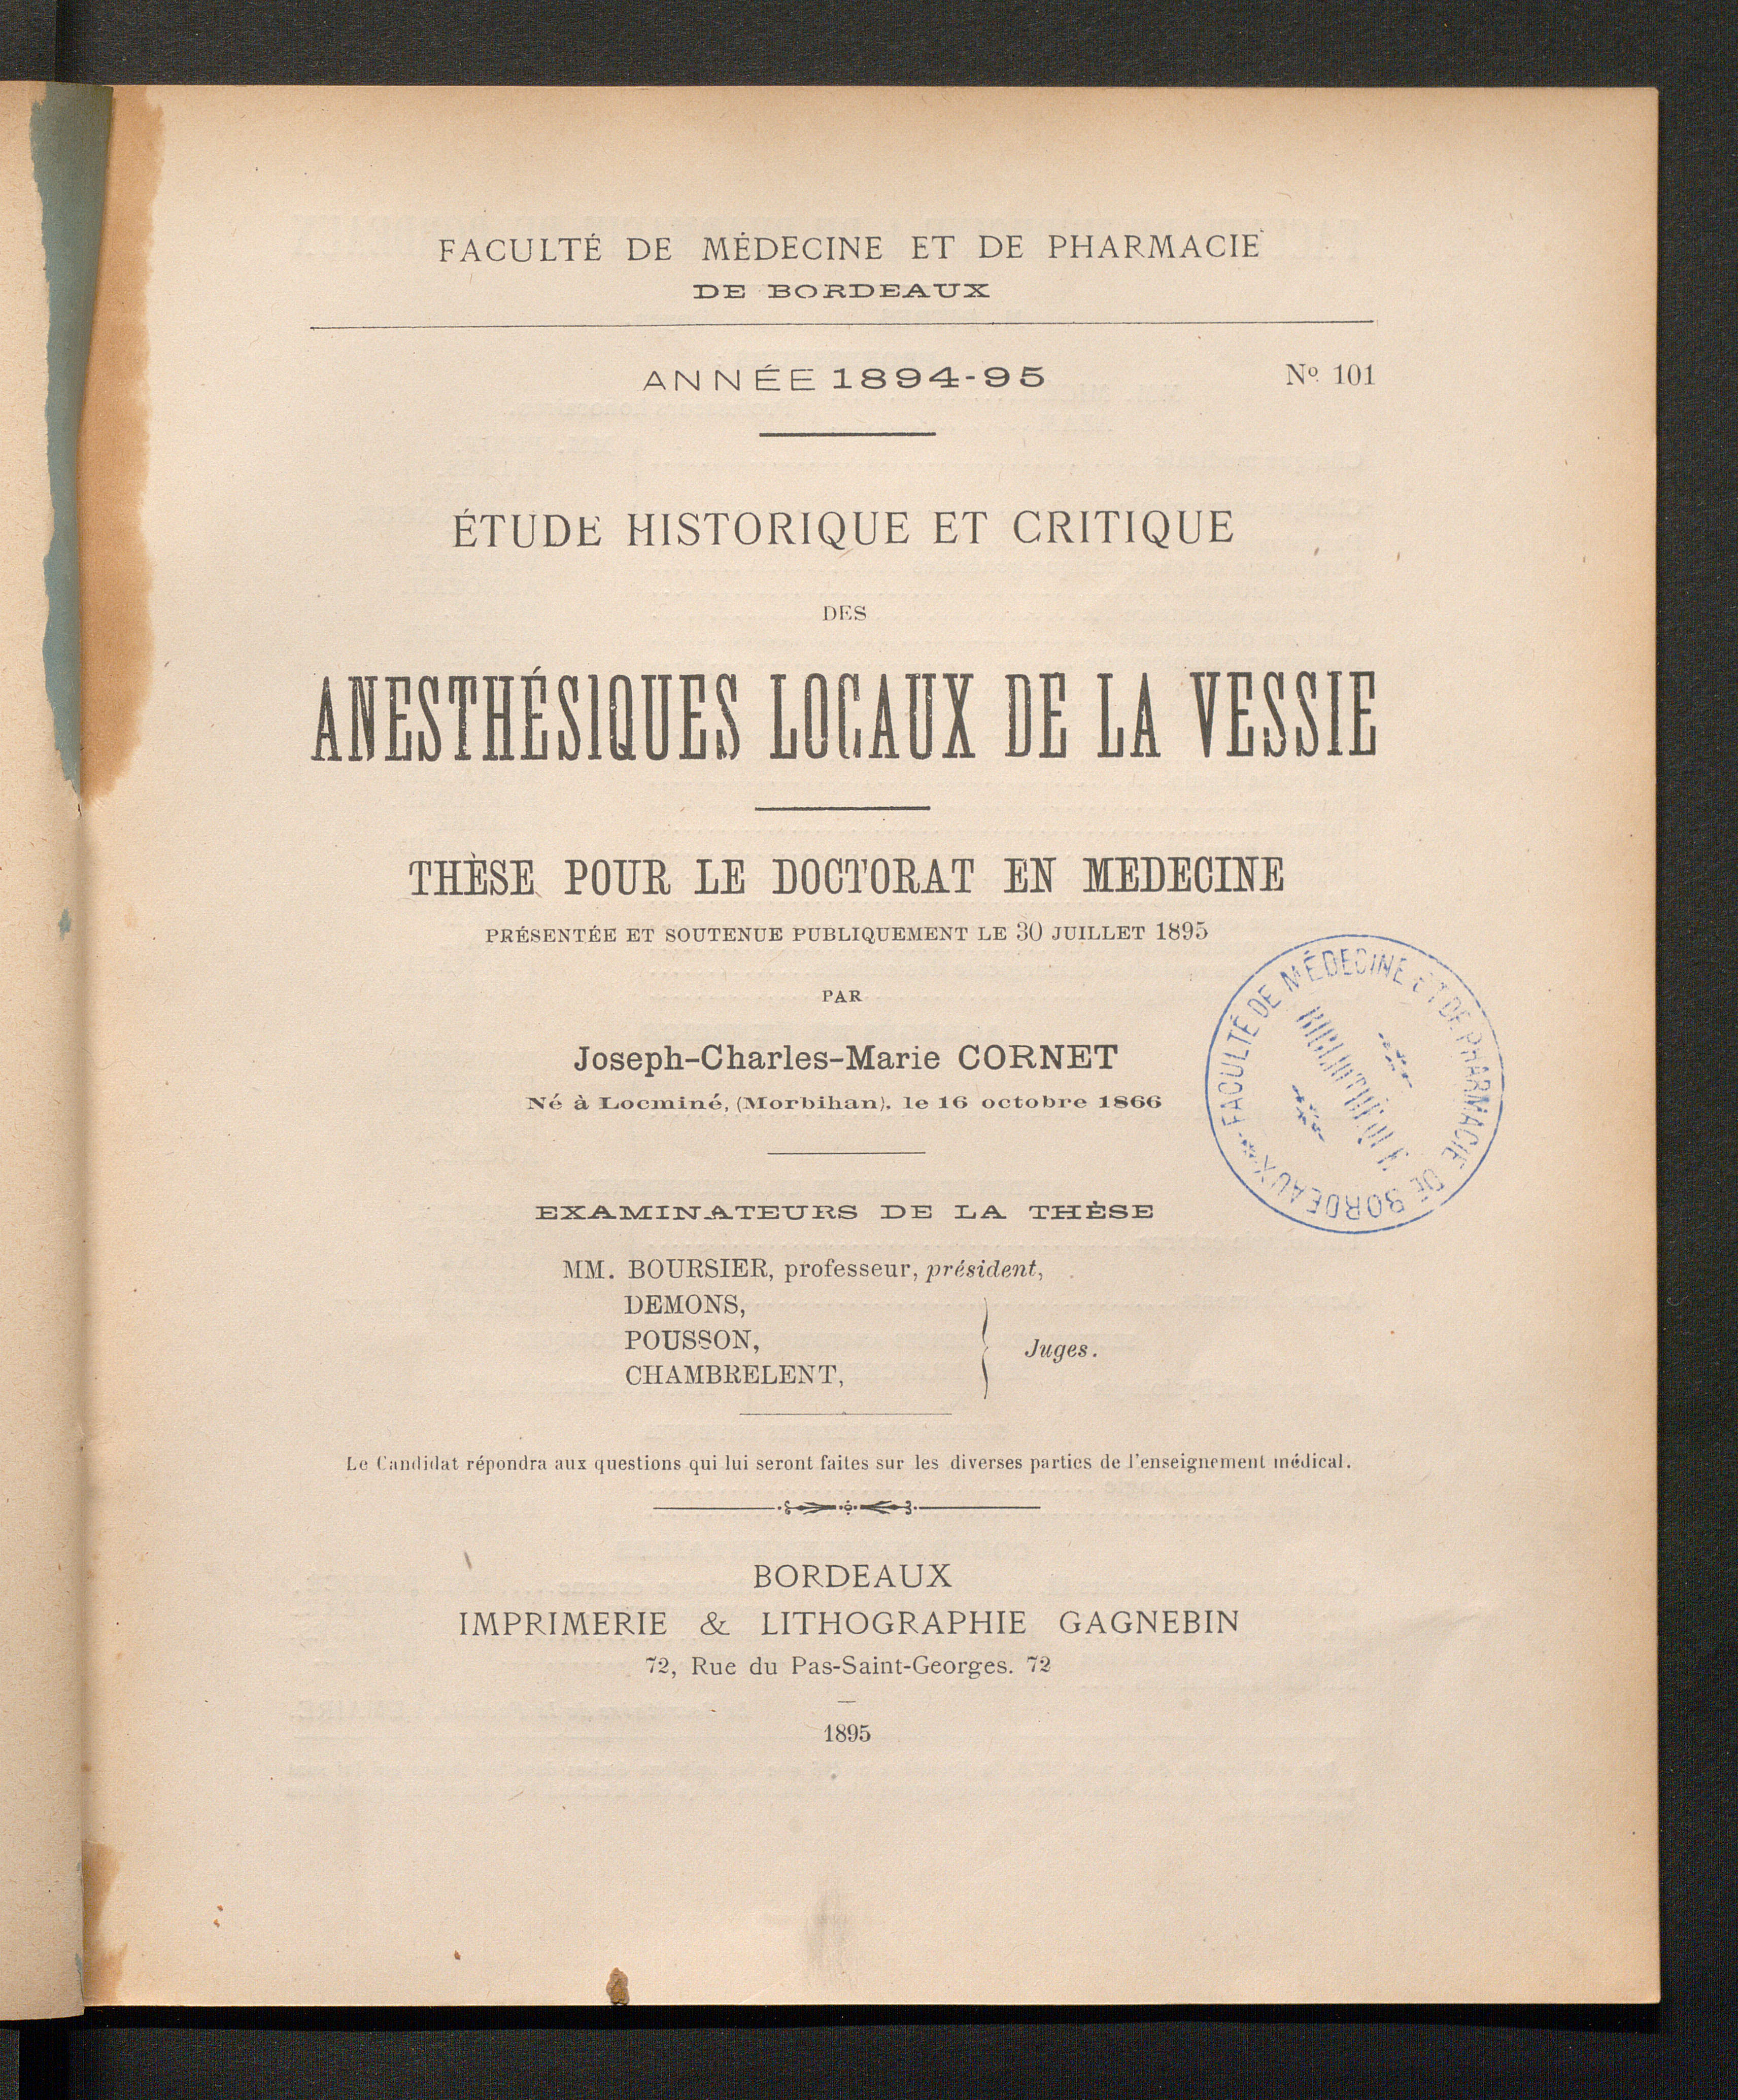 FACULTÉ DE MÉDECINE ET DE PHARMACIE
DE BORDEAUX
ANNÉE 1894-95
Nº 101
ÉTUDE HISTORIQUE ET CRITIQUE
DES
ANESTHÉSIQUES LOCAUX DE LA VESSIE
THÈSE POUR LE DOCTORAT EN MEDECINE
PRÉSENTÉE ET SOUTENUE PUBLIQUEMENT LE 30 JUILLET 1895
PAR
Joseph-Charles-Marie CORNET
Né à Locminé, (Morbihan). le 16 octobre 1866
FACULTÉ DE MÉDECINE ET DE PHARMACIE DE BORDEAUX
BIBLIOTHÈQUE
EXAMINATEURS DE LA THÈSE
MM. BOURSIER, professeur, président,
DEMONS,
POUSSON,
CHAMBRELENT,
Juges.
Le Candidat répondra aux questions qui lui seront faites sur les diverses parties de l'enseignement médical.
BORDEAUX
IMPRIMERIE & LITHOGRAPHIE GAGNEBIN
72, Rue du Pas-Saint-Georges. 72
1895